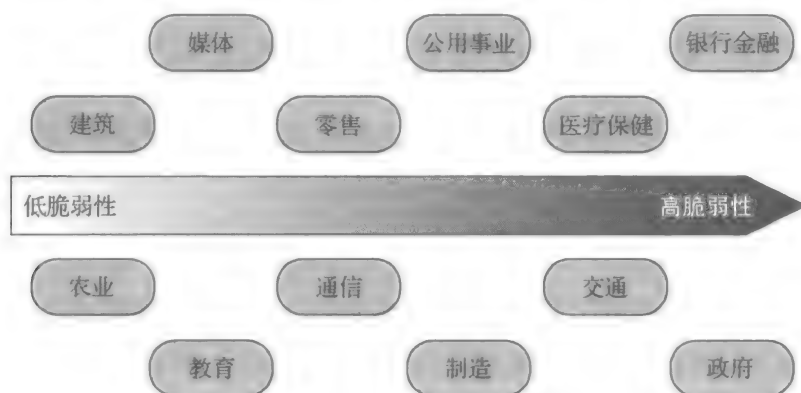 媒体 公用事业 银行金融
建筑 零售 医疗保健
低脆弱性 高脆弱性
农业 通信 交通
教育 制造 政府